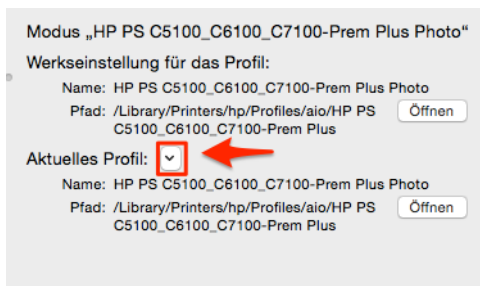 Modus „HP PS C5100_C6100_C7100-Prem Plus Photo“
Werkseinstellung für das Profil:
Name: HP PS C5100_C6100_C7100-Prem Plus Photo
Pfad: /Library/Printers/hp/Profiles/aio/HP PS Öffnen
C5100_C6100_C7100-Prem Plus
Aktuelles Profil:
Name: HP PS C5100_C6100_C7100-Prem Plus Photo
Pfad: /Library/Printers/hp/Profiles/aio/HP PS Öffnen
C5100_C6100_C7100-Prem Plus